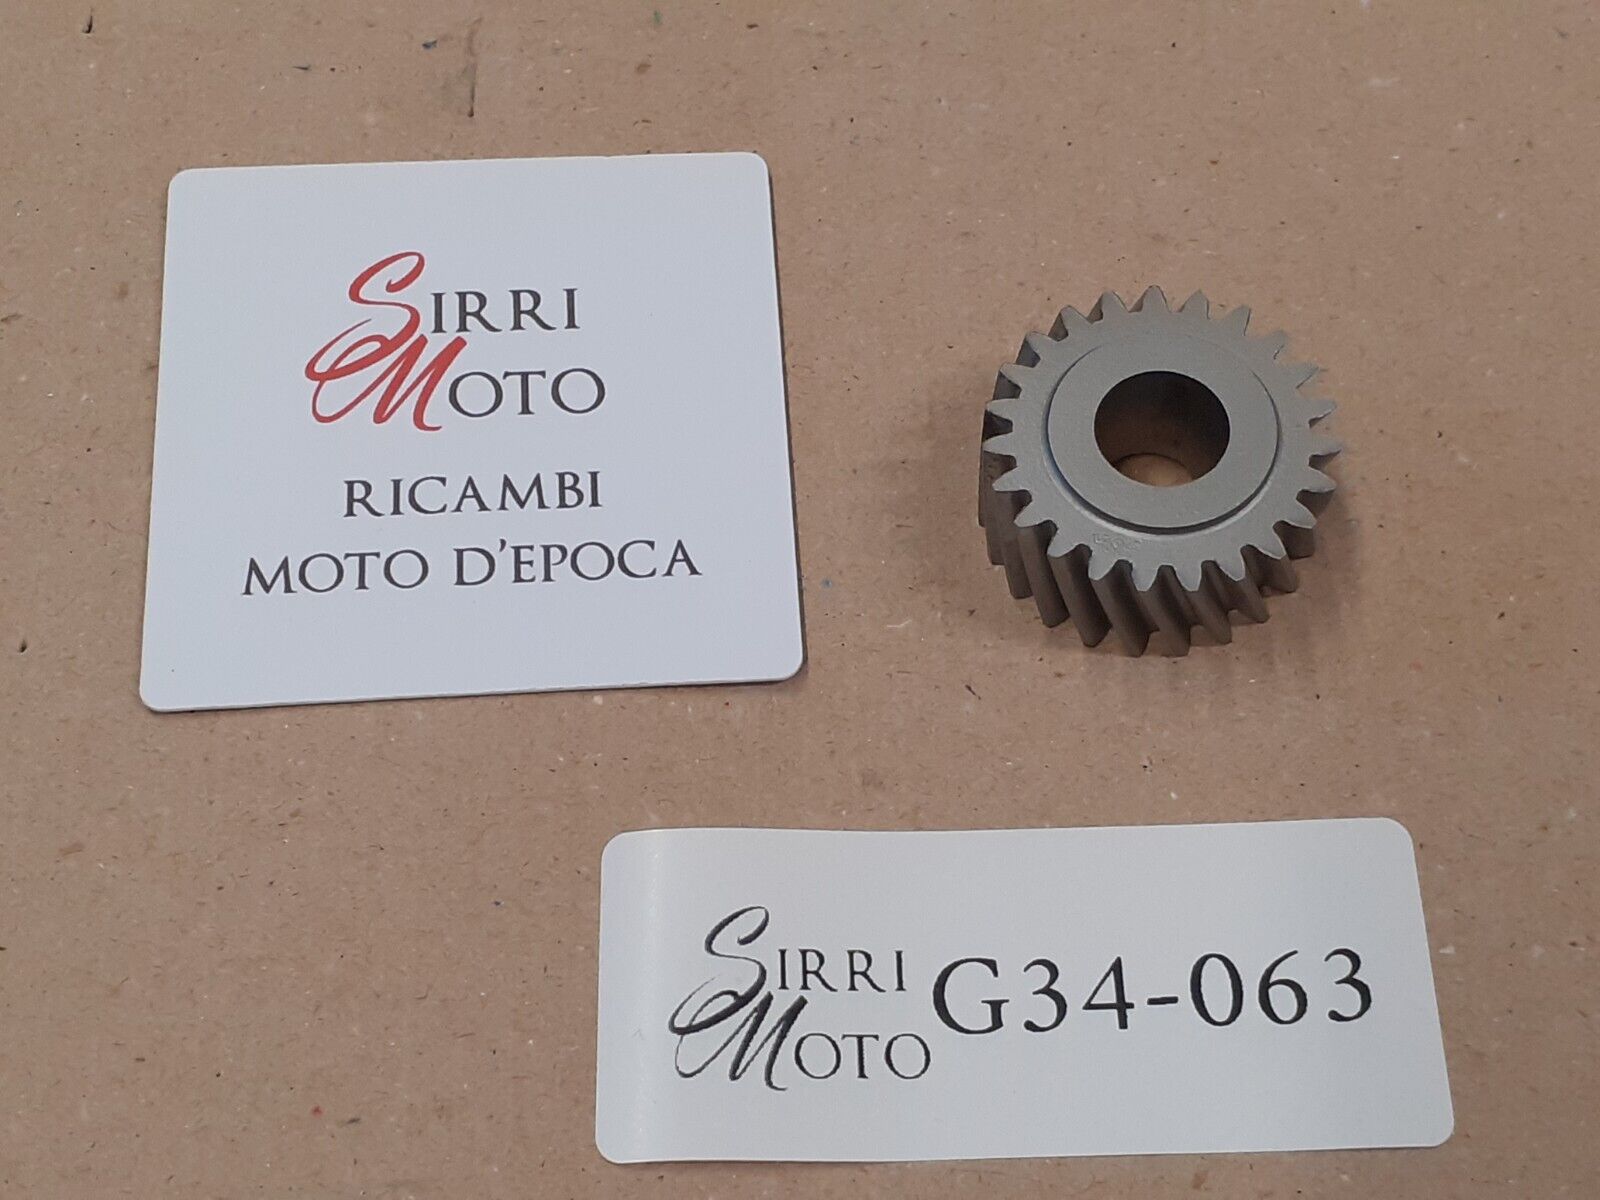 SIRRI
MOTO
RICAMBI
MOTO D'EPOCA
SIRRI
MOTO
G34-063